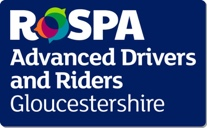 RoSPA
Advanced Drivers
and Riders
Gloucestershire